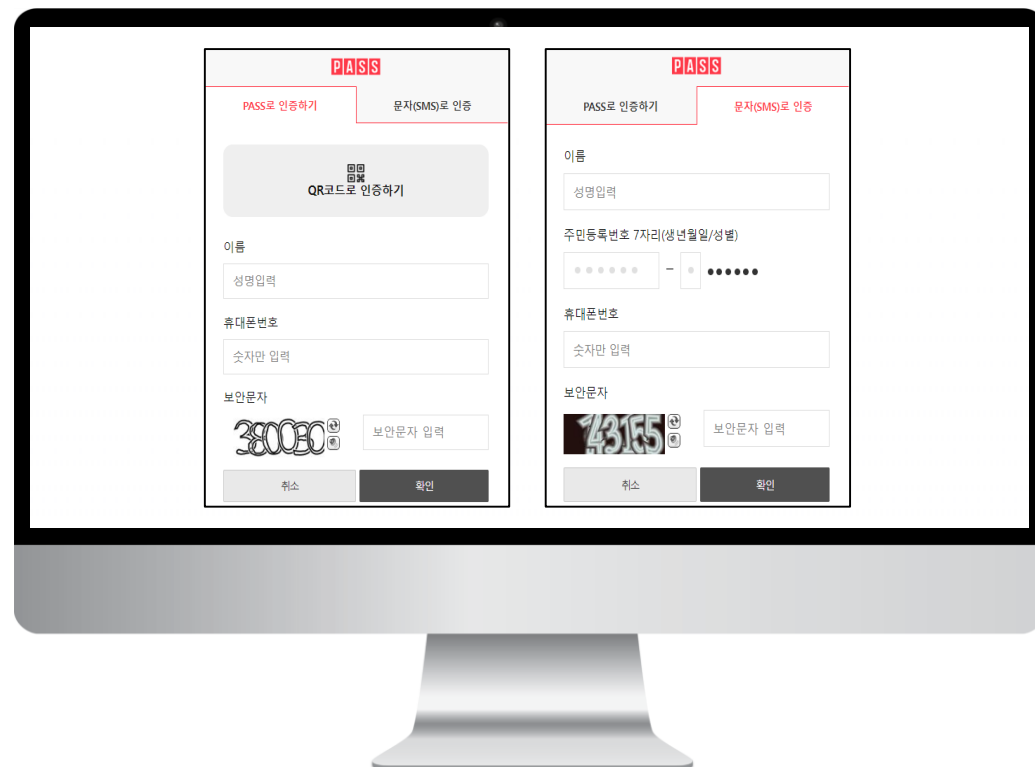 PASS
PASS로 인증하기
문자(SMS)로 인증
QR코드로 인증하기
이름
성명입력
휴대폰번호
숫자만 입력
보안문자
380030
보안문자 입력
취소
확인
PASS
PASS로 인증하기
문자(SMS)로 인증
이름
성명입력
주민등록번호 7자리(생년월일/성별)
●●●●●● - ● ●●●●●●
휴대폰번호
숫자만 입력
보안문자
보안문자 입력
취소
확인